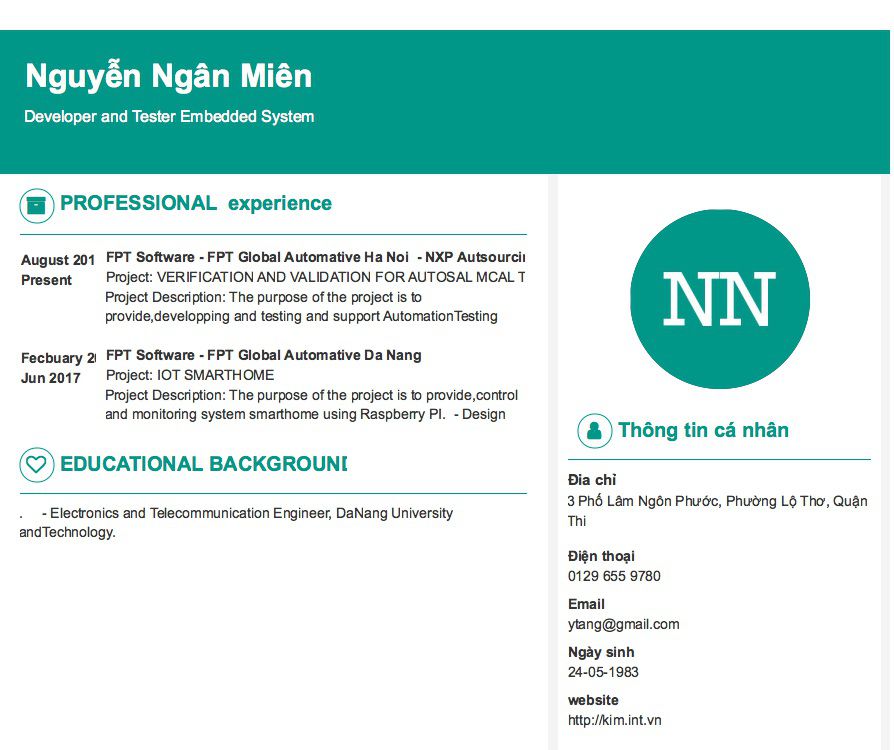 Nguyễn Ngân Miên
Developer and Tester Embedded System
PROFESSIONAL experience
August 201
Present
FPT Software - FPT Global Automative Ha Noi - NXP Autsourcin
Project: VERIFICATION AND VALIDATION FOR AUTOSAL MCAL T
Project Description: The purpose of the project is to
provide,developping and testing and support AutomationTesting
Fecbuary 20
Jun 2017
FPT Software - FPT Global Automative Da Nang
Project: IOT SMARTHOME
Project Description: The purpose of the project is to provide,control
and monitoring system smarthome using Raspberry PI. - Design
EDUCATIONAL BACKGROUND
. - Electronics and Telecommunication Engineer, DaNang University
andTechnology.
NN
Thông tin cá nhân
Đia chỉ
3 Phố Lâm Ngôn Phước, Phường Lộ Thơ, Quận
Thi
Điện thoại
0129 655 9780
Email
ytang@gmail.com
Ngày sinh
24-05-1983
website
http://kim.int.vn